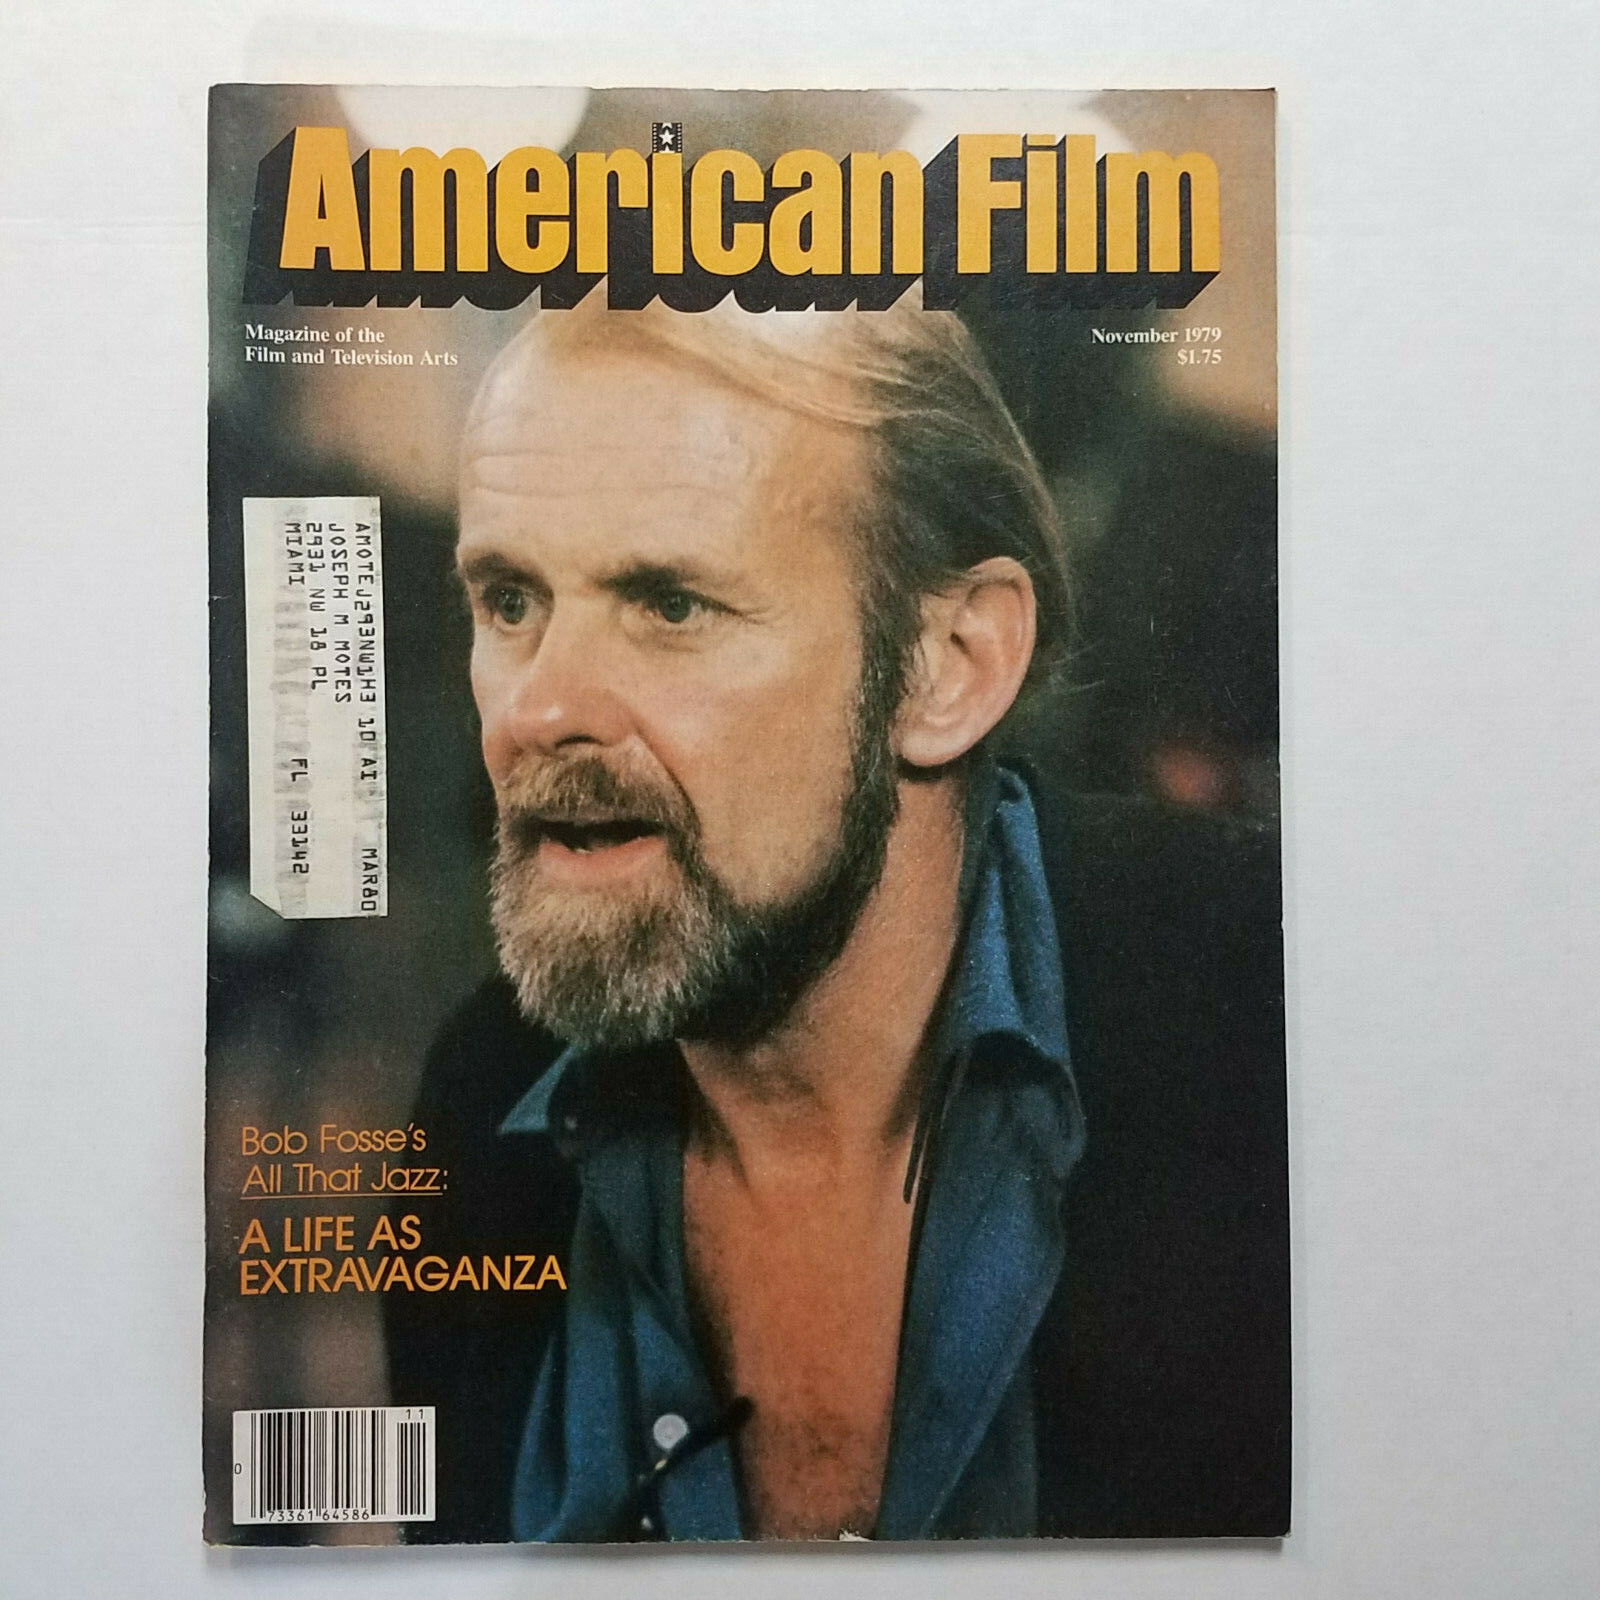 American Film
Magazine of the
Film and Television Arts
November 1979
$1.75
AMOTEJ293NW1HE 10 AI MAR80
JOSEPH M MOTES
2931 NW 18 PL
MIAMI FL 33142
Bob Fosse's
All That Jazz:
A LIFE AS
EXTRAVAGANZA
11
0
73361 64586